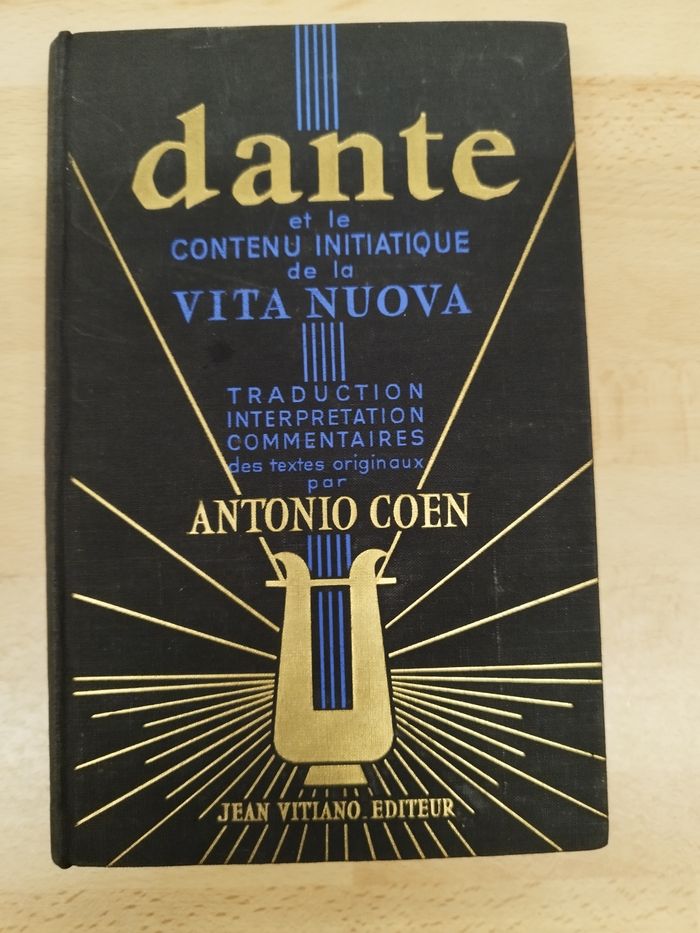 dante
et le
CONTENU INITIATIQUE
de la
VITA NUOVA
TRADUCTION
INTERPRETATION
COMMENTAIRES
des textes originaux
par
ANTONIO COEN
JEAN VITIANO. EDITEUR